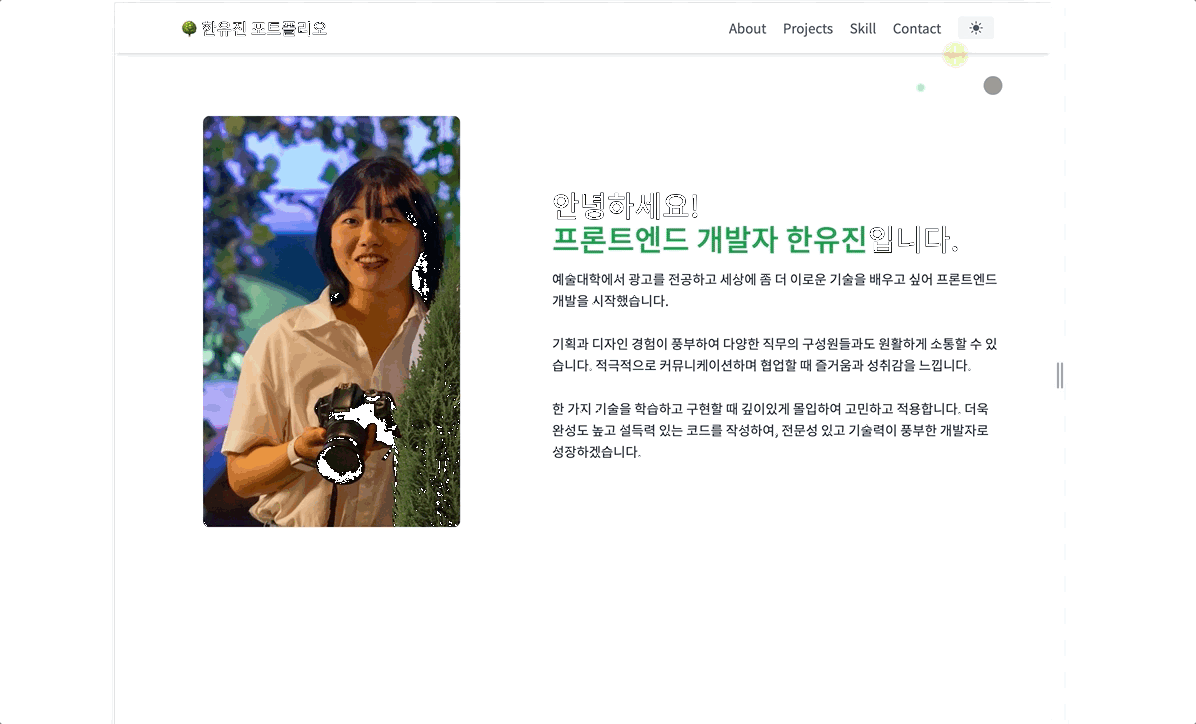 한유진 포트폴리오
About Projects Skill Contact
안녕하세요!
프론트엔드 개발자 한유진입니다.
예술대학에서 광고를 전공하고 세상에 좀 더 이로운 기술을 배우고 싶어 프론트엔드
개발을 시작했습니다.
기획과 디자인 경험이 풍부하여 다양한 직무의 구성원들과도 원활하게 소통할 수 있
습니다. 적극적으로 커뮤니케이션하며 협업할 때 즐거움과 성취감을 느낍니다.
한 가지 기술을 학습하고 구현할 때 깊이있게 몰입하여 고민하고 적용합니다. 더욱
완성도 높고 설득력 있는 코드를 작성하여, 전문성 있고 기술력이 풍부한 개발자로
성장하겠습니다.